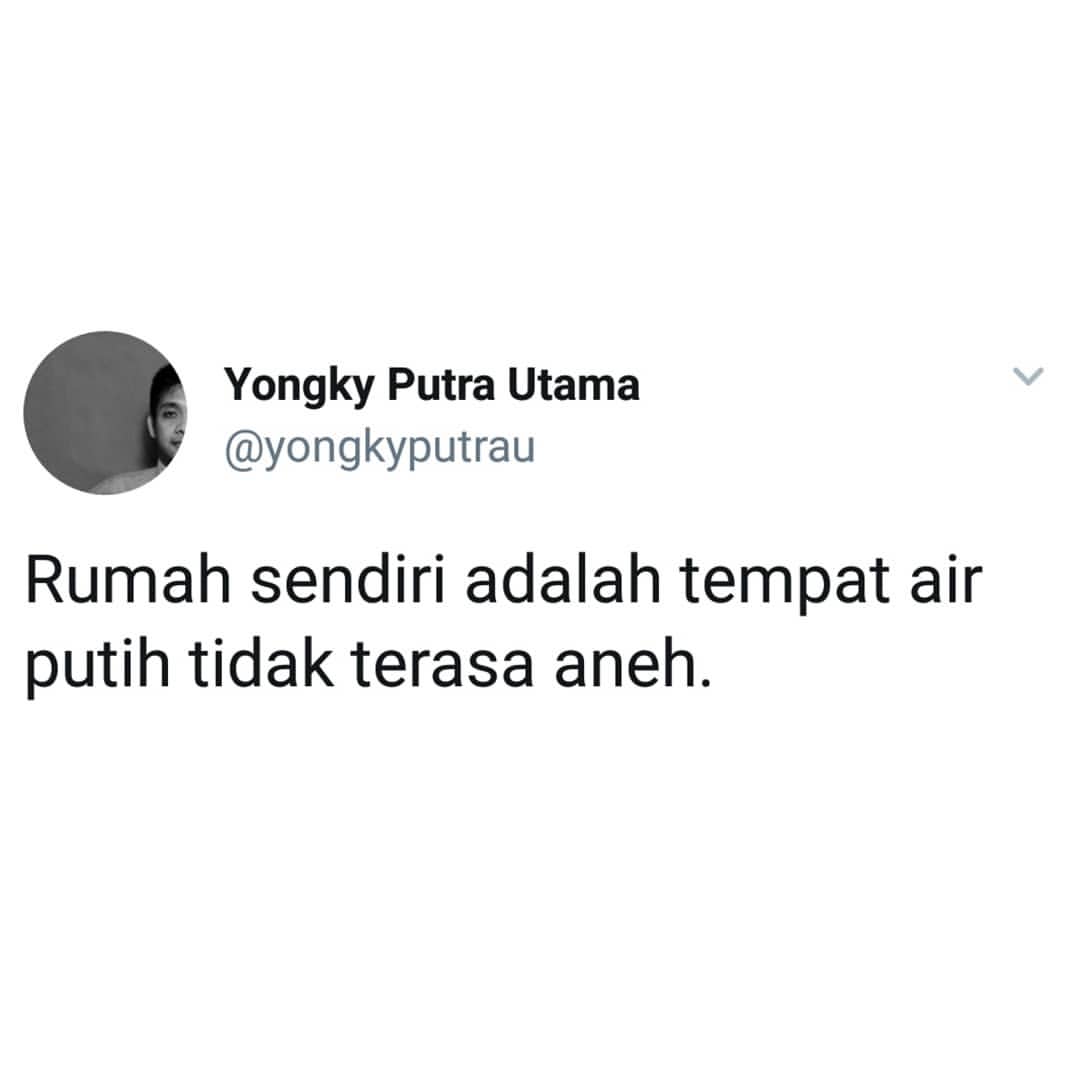 Yongky Putra Utama
@yongkyputrau
Rumah sendiri adalah tempat air
putih tidak terasa aneh.